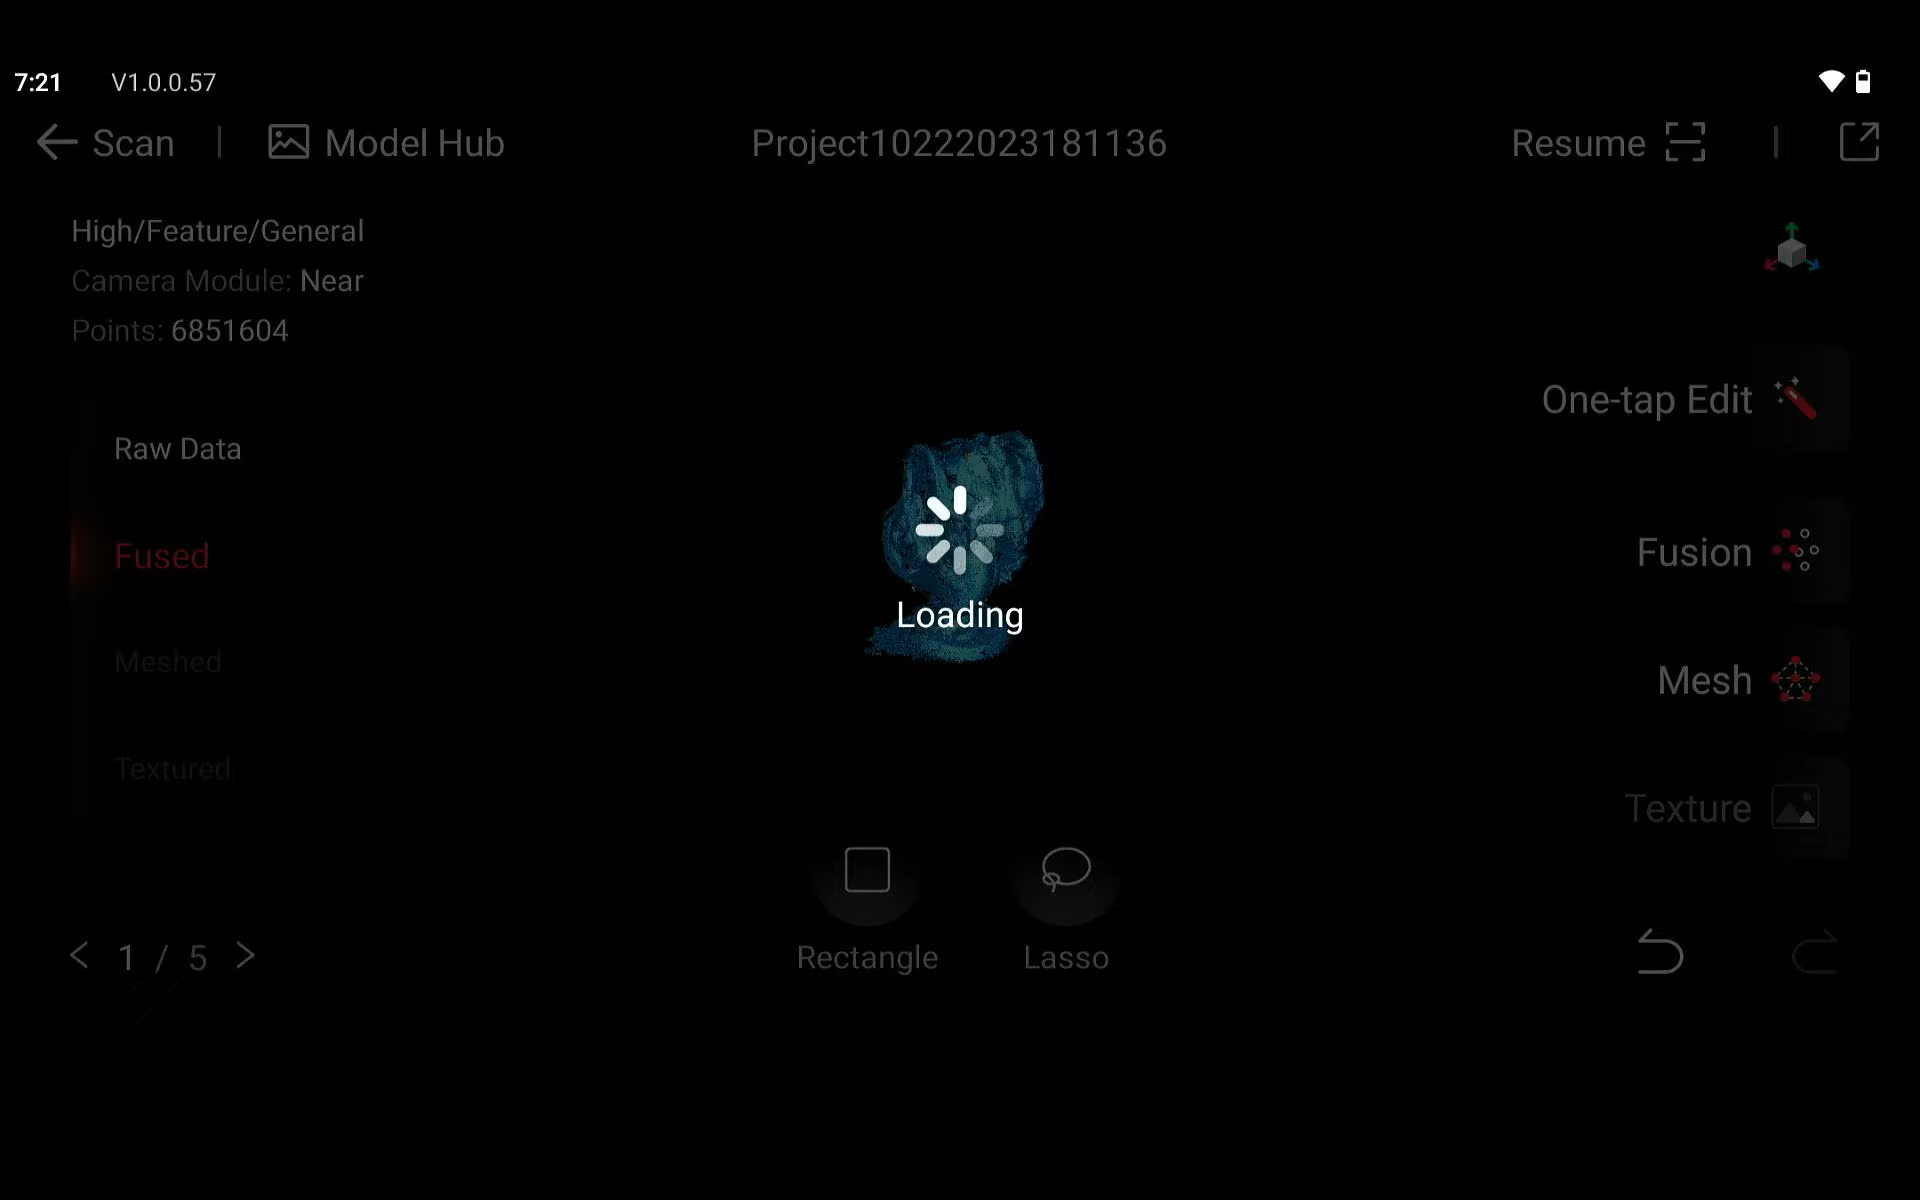 7:21 V1.0.0.57
Scan | Model Hub Project10222023181136 Resume
High/Feature/General
Camera Module: Near
Points: 6851604
One-tap Edit
Raw Data
Fusion
Fused
Loading
Meshed
Mesh
Textured
Texture
1 / 5
Rectangle Lasso